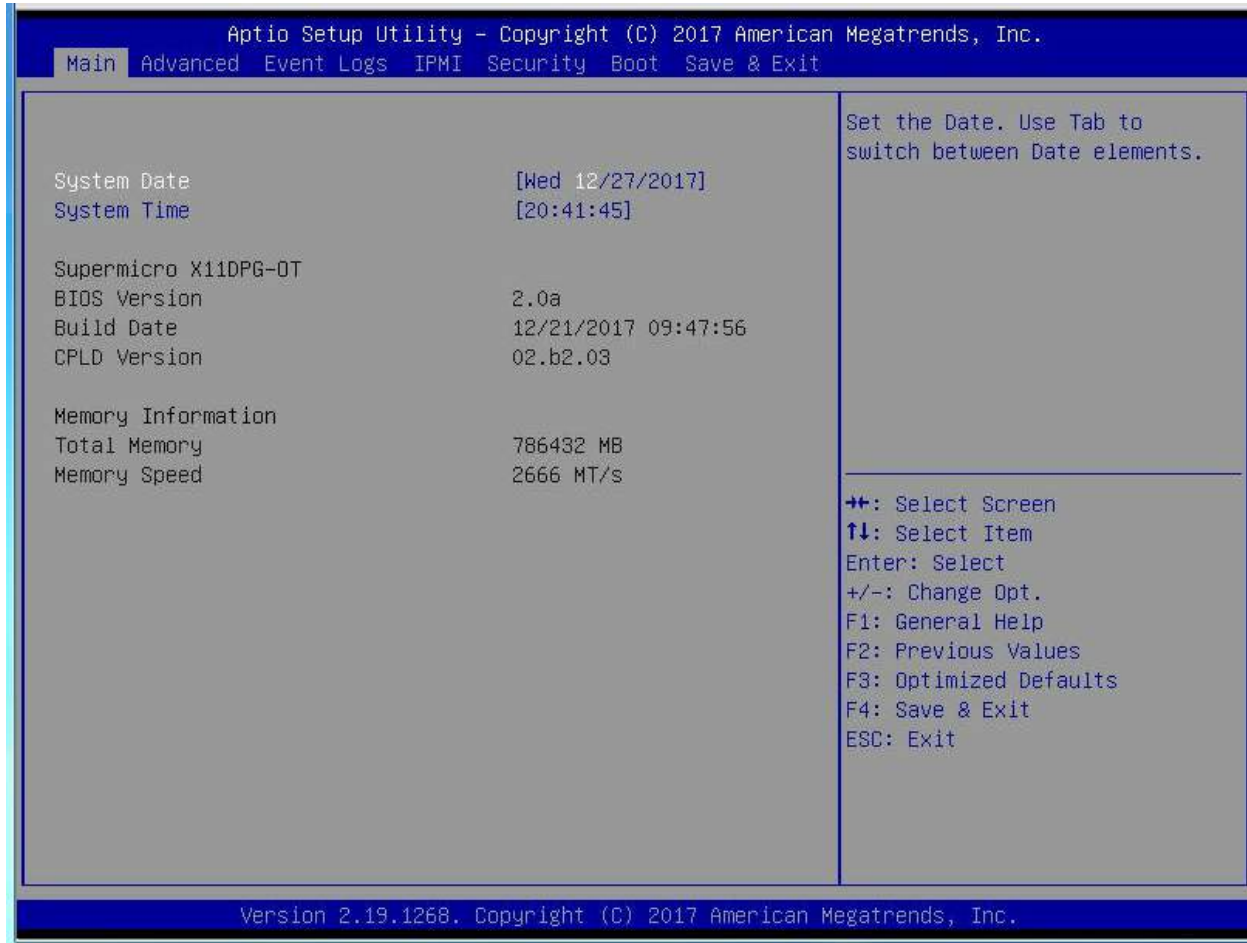 Aptio Setup Utility – Copyright (C) 2017 American Megatrends, Inc.
Main Advanced Event Logs IPMI Security Boot Save & Exit
Set the Date. Use Tab to
switch between Date elements.
System Date [Wed 12/27/2017]
System Time [20:41:45]
Supermicro X11DPG-OT
BIOS Version 2.0a
Build Date 12/21/2017 09:47:56
CPLD Version 02.b2.03
Memory Information
Total Memory 786432 MB
Memory Speed 2666 MT/s
→←: Select Screen
↑↓: Select Item
Enter: Select
+/-: Change Opt.
F1: General Help
F2: Previous Values
F3: Optimized Defaults
F4: Save & Exit
ESC: Exit
Version 2.19.1268. Copyright (C) 2017 American Megatrends, Inc.